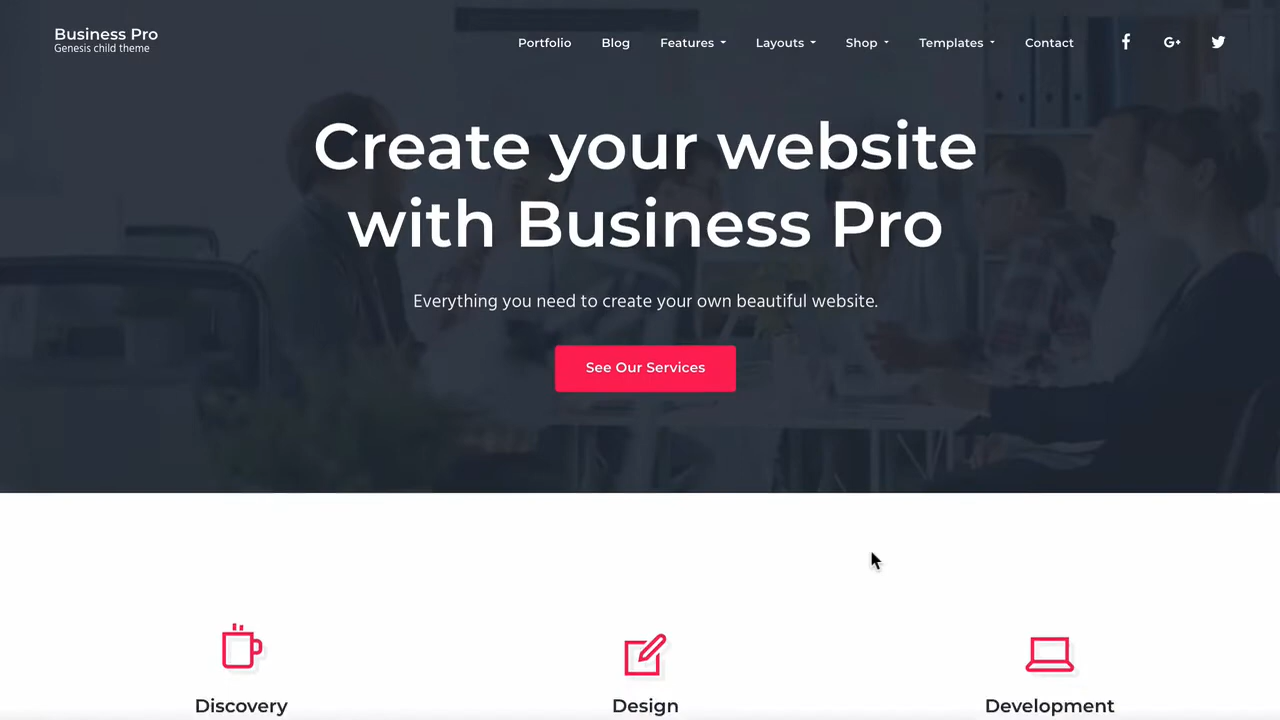 Business Pro
Genesis child theme
Portfolio
Blog
Features
Layouts
Shop
Templates
Contact
G+
Create your website
with Business Pro
Everything you need to create your own beautiful website.
See Our Services
Discovery
Design
Development